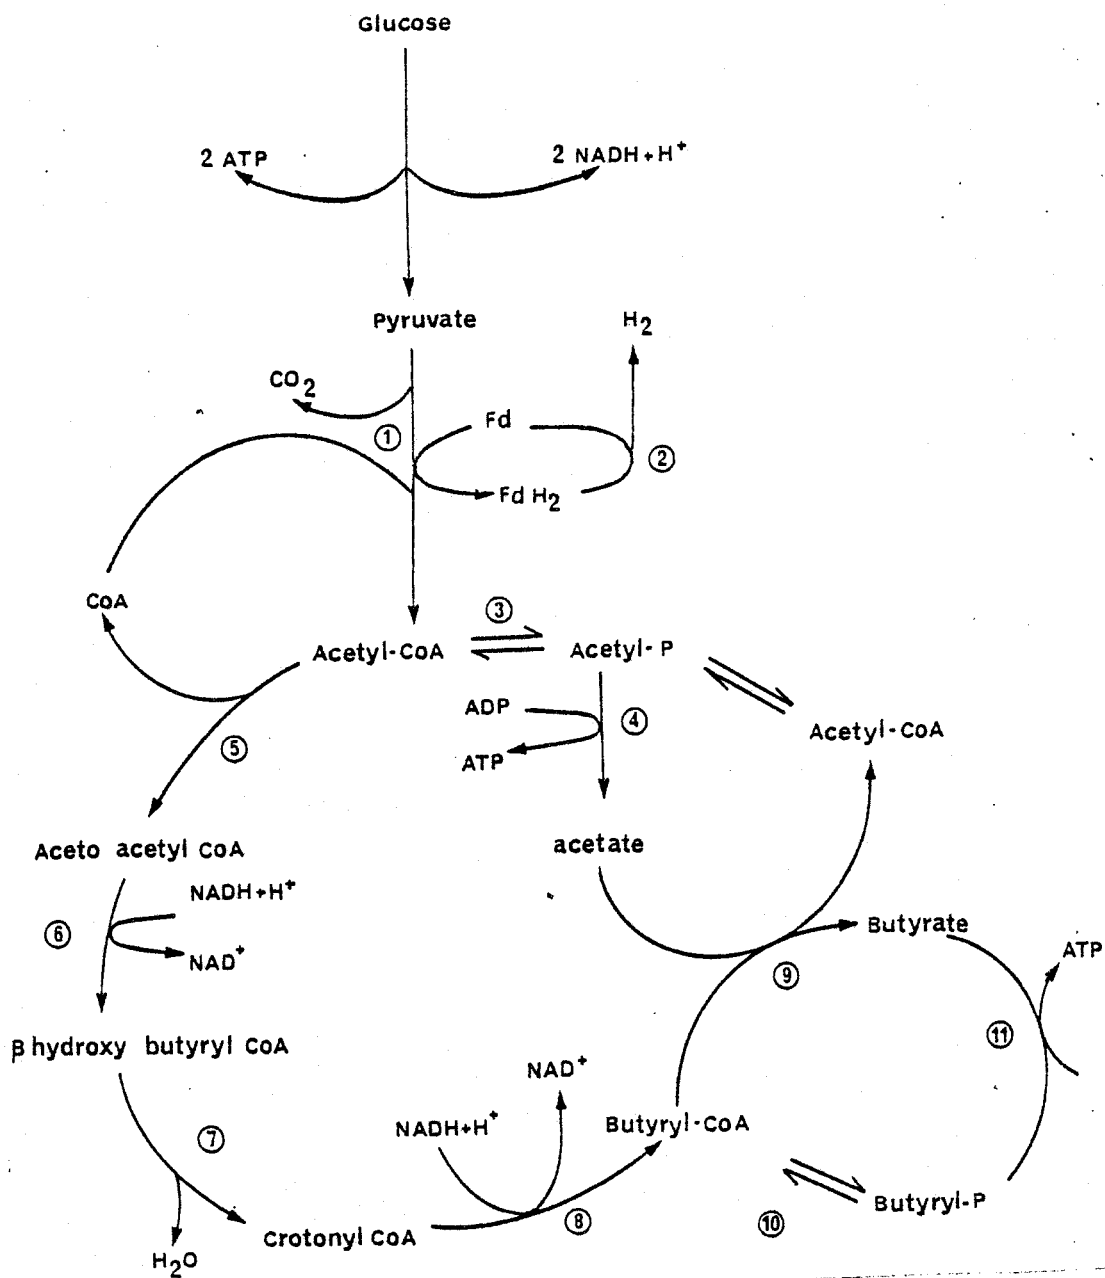 Glucose
2 ATP
2 NADH+H+
Pyruvate
H2
CO2
Fd
1
2
Fd H2
CoA
3
Acetyl-CoA
Acetyl-P
ADP
4
Acetyl-CoA
5
ATP
Aceto acetyl CoA
acetate
NADH+H+
6
Butyrate
NAD+
ATP
9
11
β hydroxy butyryl CoA
NAD+
7
NADH+H+
Butyryl-CoA
Butyryl-P
10
8
Crotonyl CoA
H2O